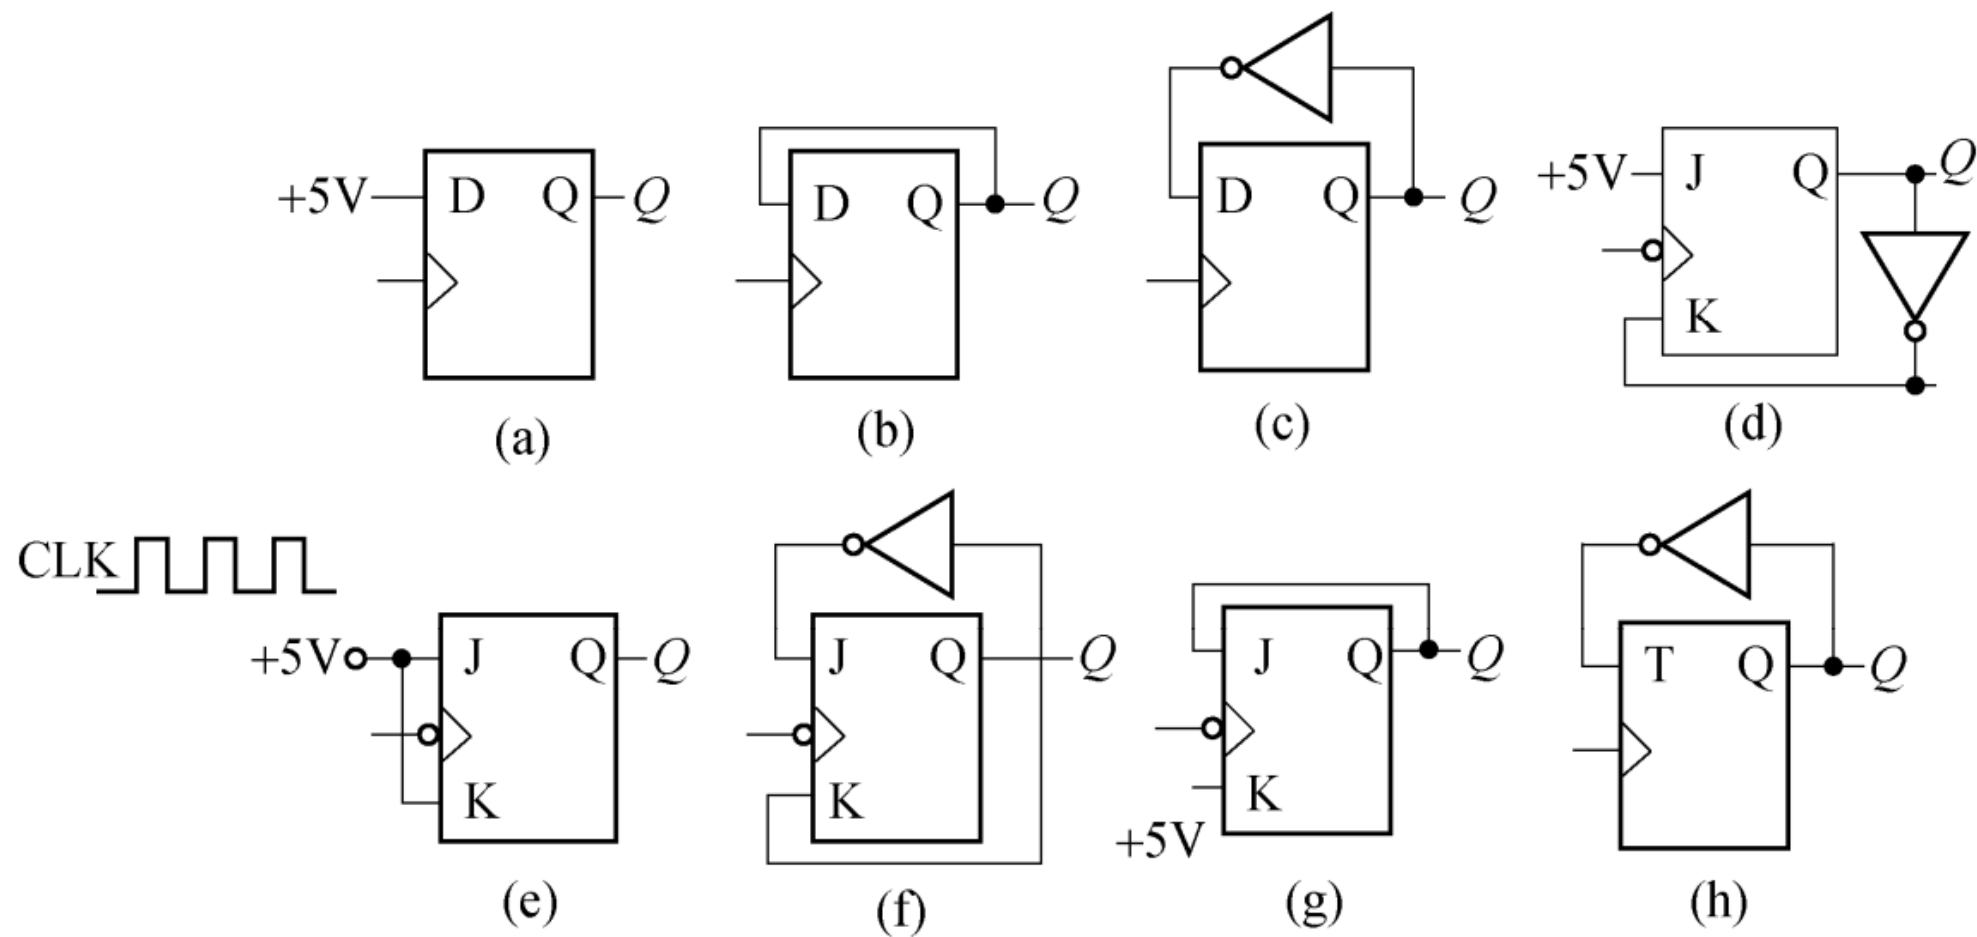 +5V D Q Q
D Q Q
D Q Q
+5V J Q Q
K
(a) (b) (c) (d)
CLK
+5V J Q Q
K
J Q Q
K
J Q Q
K
+5V
T Q Q
(e) (f) (g) (h)